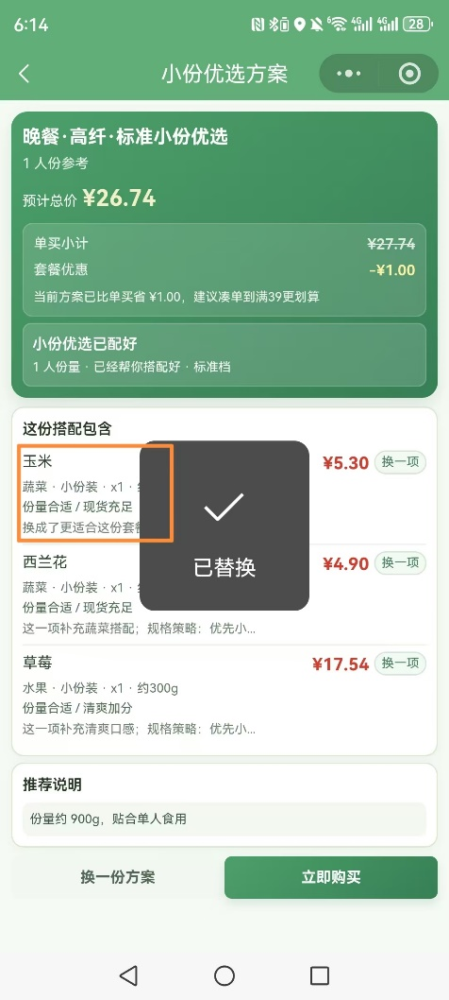 6:14
6
4G
4G
28
小份优选方案
晚餐·高纤·标准小份优选
1 人份参考
预计总价 ¥26.74
单买小计 ¥27.74
套餐优惠 -¥1.00
当前方案已比单买省 ¥1.00，建议凑单到满39更划算
小份优选已配好
1 人份量 · 已经帮你搭配好 · 标准档
这份搭配包含
玉米 ¥5.30 换一项
蔬菜 · 小份装 · x1 ·
份量合适 / 现货充足
换成了更适合这份套
已替换
西兰花 ¥4.90 换一项
蔬菜 · 小份装 · x1 ·
份量合适 / 现货充足
这一项补充蔬菜搭配；规格策略：优先小...
草莓 ¥17.54 换一项
水果 · 小份装 · x1 · 约300g
份量合适 / 清爽加分
这一项补充清爽口感；规格策略：优先小...
推荐说明
份量约 900g，贴合单人食用
换一份方案 立即购买